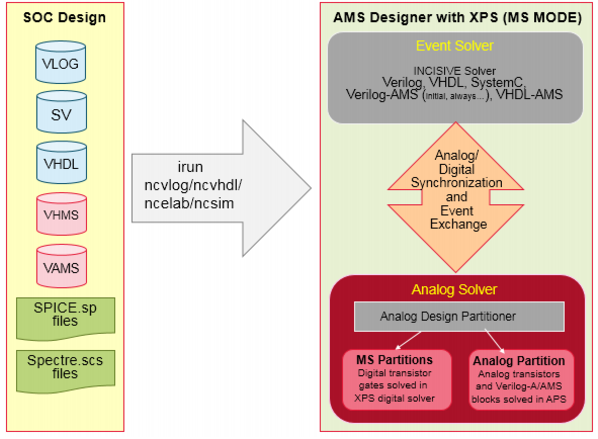 SOC Design
VLOG
SV
VHDL
VHMS
VAMS
SPICE.sp
files
Spectre.scs
files
irun
ncvlog/ncvhdl/
ncelab/ncsim
AMS Designer with XPS (MS MODE)
Event Solver
INCISIVE Solver
Verilog, VHDL, SystemC,
Verilog-AMS (initial, always...), VHDL-AMS
Analog/
Digital
Synchronization
and
Event
Exchange
Analog Solver
Analog Design Partitioner
MS Partitions
Digital transistor
gates solved in
XPS digital solver
Analog Partition
Analog transistors
and Verilog-A/AMS
blocks solved in APS